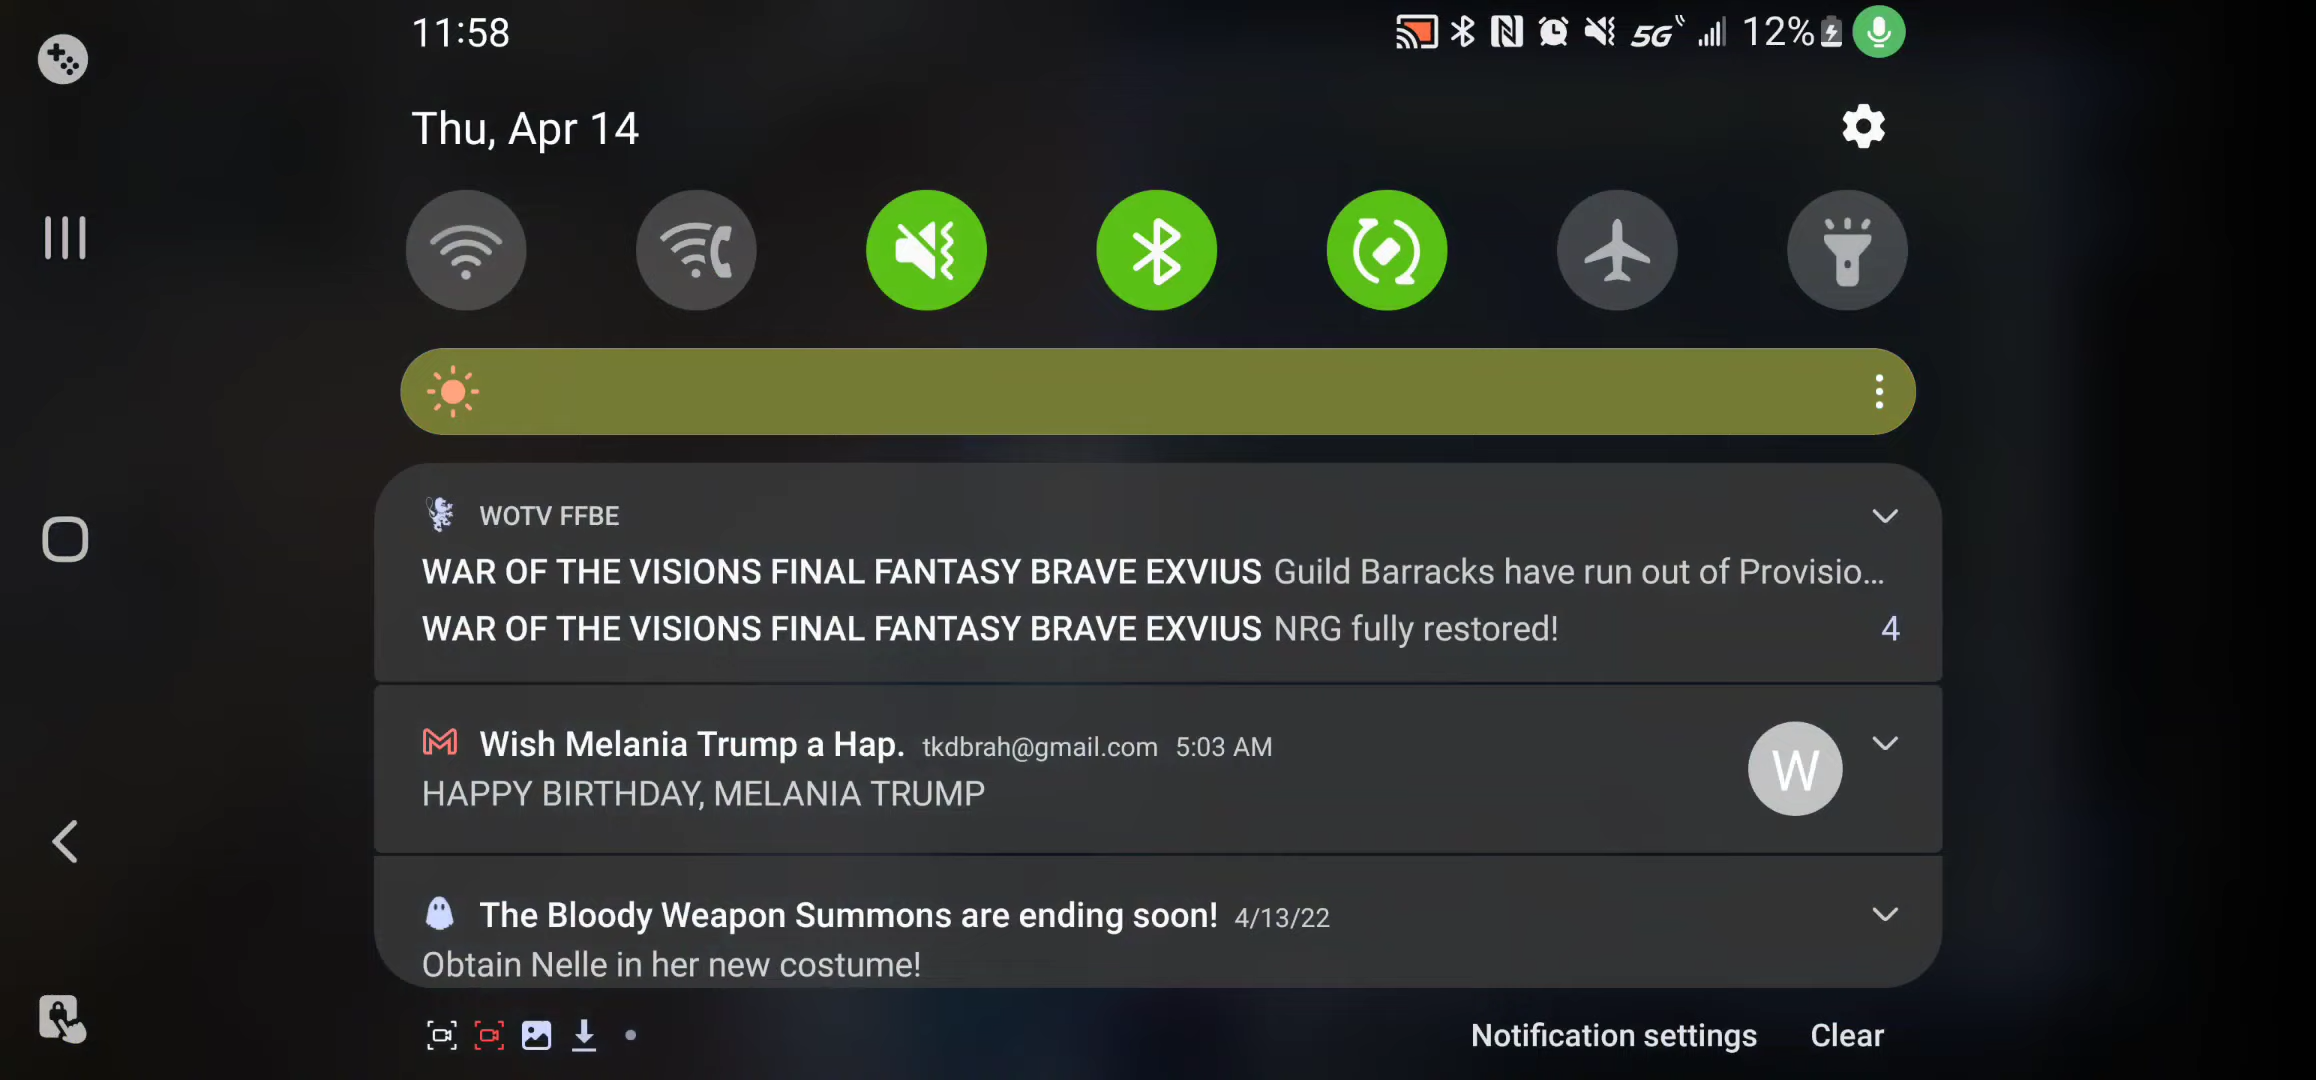 11:58
5G 12%
Thu, Apr 14
WOTV FFBE
WAR OF THE VISIONS FINAL FANTASY BRAVE EXVIUS Guild Barracks have run out of Provisio...
WAR OF THE VISIONS FINAL FANTASY BRAVE EXVIUS NRG fully restored! 4
Wish Melania Trump a Hap. tkdbrah@gmail.com 5:03 AM
HAPPY BIRTHDAY, MELANIA TRUMP
W
The Bloody Weapon Summons are ending soon! 4/13/22
Obtain Nelle in her new costume!
Notification settings Clear